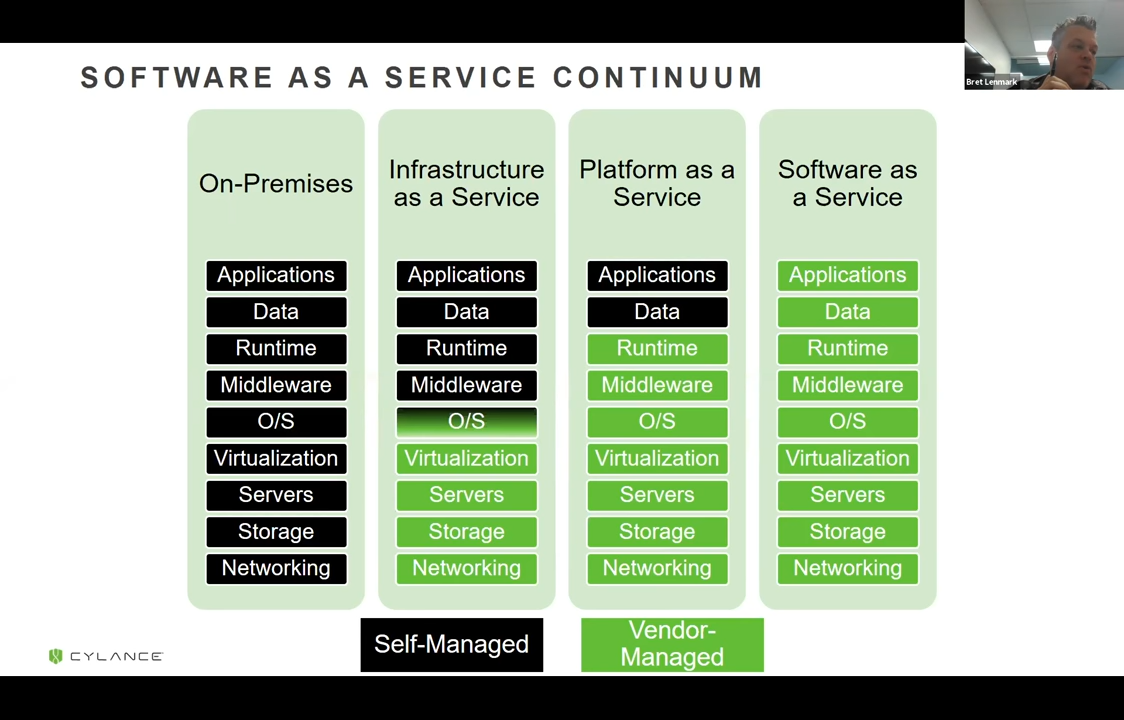 SOFTWARE AS A SERVICE CONTINUUM
Bret Lenmark
On-Premises
Applications
Data
Runtime
Middleware
O/S
Virtualization
Servers
Storage
Networking
Infrastructure
as a Service
Applications
Data
Runtime
Middleware
O/S
Virtualization
Servers
Storage
Networking
Platform as a
Service
Applications
Data
Runtime
Middleware
O/S
Virtualization
Servers
Storage
Networking
Software as
a Service
Applications
Data
Runtime
Middleware
O/S
Virtualization
Servers
Storage
Networking
Self-Managed
Vendor-
Managed
CYLANCE